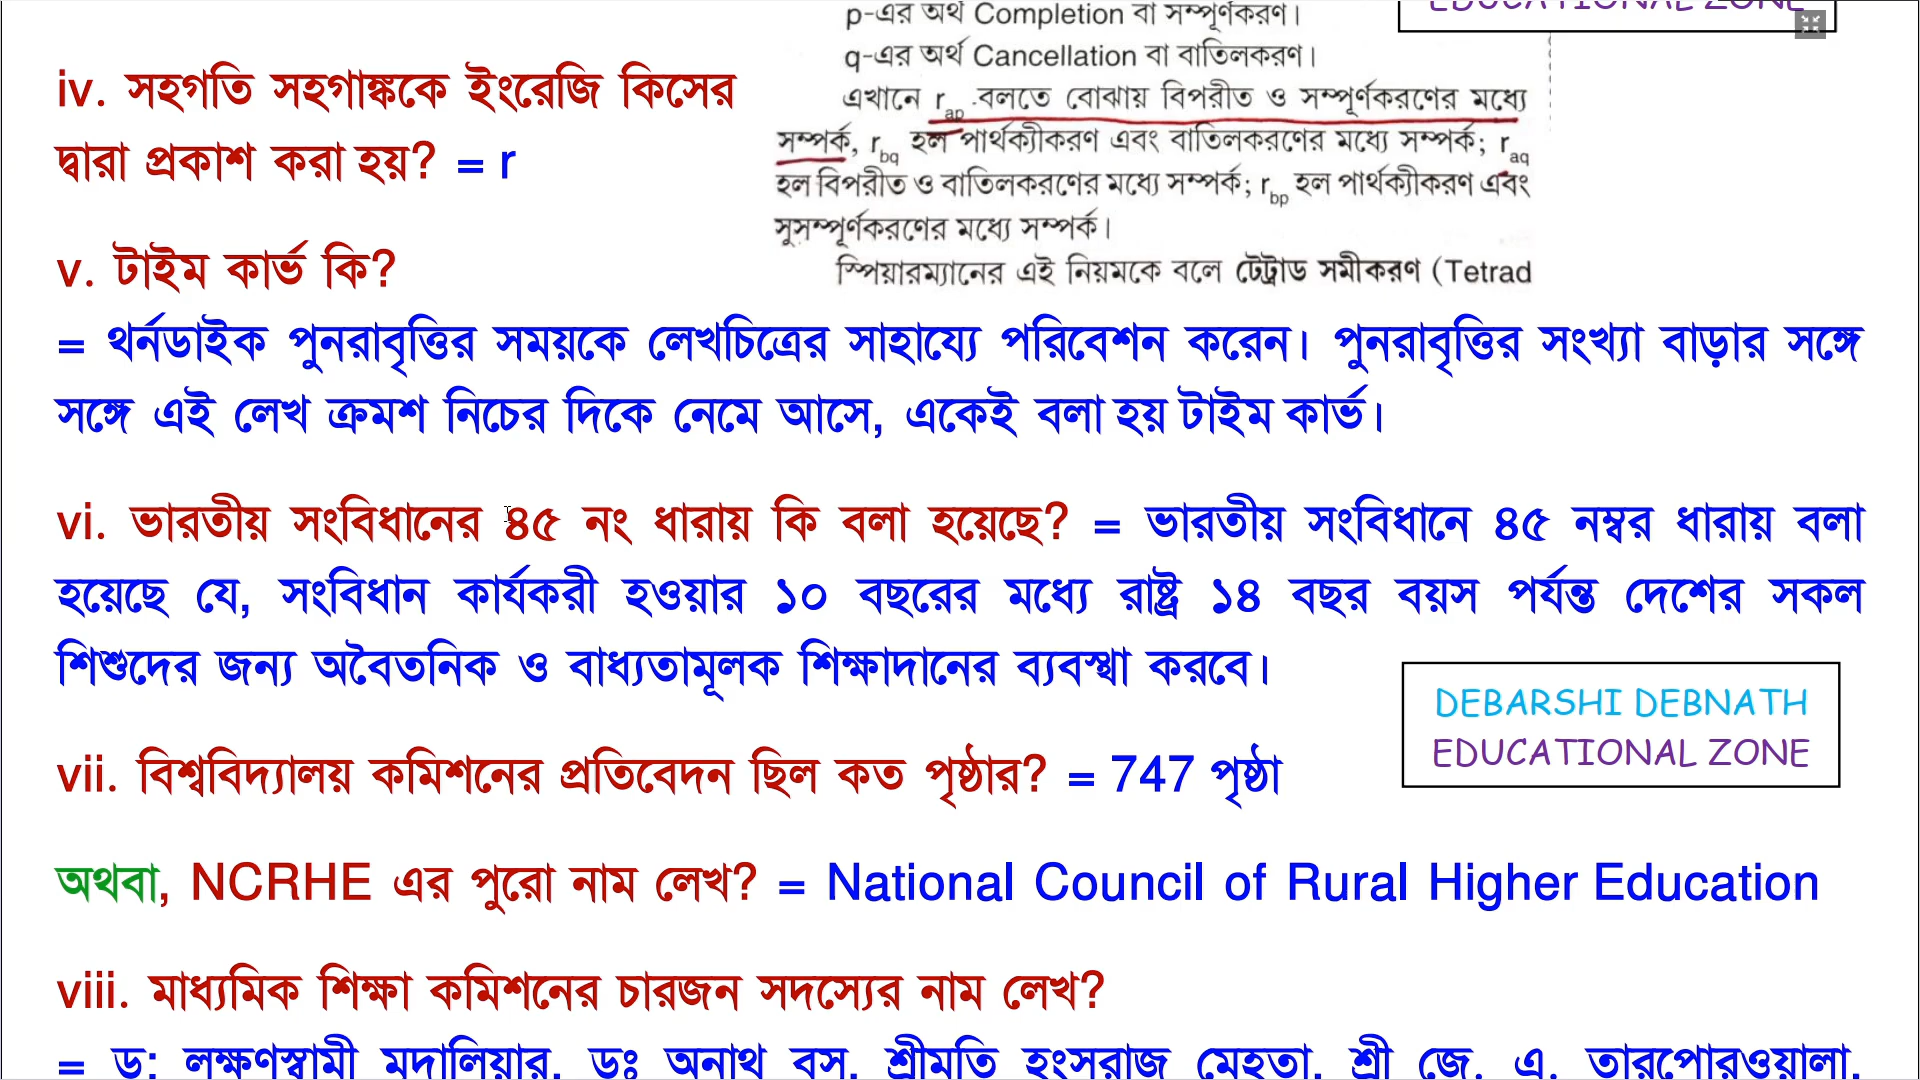 EDUCATIONAL ZONE
p-এর অর্থ Completion বা সম্পূর্ণকরণ।
q-এর অর্থ Cancellation বা বাতিলকরণ।
এখানে r_ap বলতে বোঝায় বিপরীত ও সম্পূর্ণকরণের মধ্যে
সম্পর্ক, r_bq হল পার্থক্যীকরণ এবং বাতিলকরণের মধ্যে সম্পর্ক; r_aq
হল বিপরীত ও বাতিলকরণের মধ্যে সম্পর্ক; r_bp হল পার্থক্যীকরণ এবং
সুসম্পূর্ণকরণের মধ্যে সম্পর্ক।
স্পিয়ারম্যানের এই নিয়মকে বলে টেট্রাড সমীকরণ (Tetrad
iv. সহগতি সহগাঙ্ককে ইংরেজি কিসের
দ্বারা প্রকাশ করা হয়? = r
v. টাইম কার্ভ কি?
= থর্নডাইক পুনরাবৃত্তির সময়কে লেখচিত্রের সাহায্যে পরিবেশন করেন। পুনরাবৃত্তির সংখ্যা বাড়ার সঙ্গে
সঙ্গে এই লেখ ক্রমশ নিচের দিকে নেমে আসে, একেই বলা হয় টাইম কার্ভ।
vi. ভারতীয় সংবিধানের ৪৫ নং ধারায় কি বলা হয়েছে? = ভারতীয় সংবিধানে ৪৫ নম্বর ধারায় বলা
হয়েছে যে, সংবিধান কার্যকরী হওয়ার ১০ বছরের মধ্যে রাষ্ট্র ১৪ বছর বয়স পর্যন্ত দেশের সকল
শিশুদের জন্য অবৈতনিক ও বাধ্যতামূলক শিক্ষাদানের ব্যবস্থা করবে।
DEBARSHI DEBNATH
EDUCATIONAL ZONE
vii. বিশ্ববিদ্যালয় কমিশনের প্রতিবেদন ছিল কত পৃষ্ঠার? = 747 পৃষ্ঠা
অথবা, NCRHE এর পুরো নাম লেখ? = National Council of Rural Higher Education
viii. মাধ্যমিক শিক্ষা কমিশনের চারজন সদস্যের নাম লেখ?
= ড: লক্ষণস্বামী মুদালিয়ার, ডঃ অনাথ বসু, শ্রীমতি হংসরাজ মেহতা, শ্রী জে. এ. তারপোরওয়ালা,